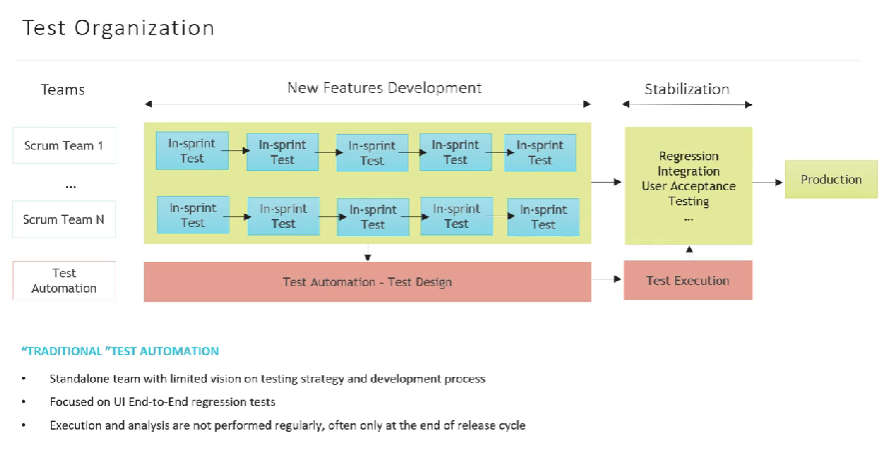 Test Organization
Teams
New Features Development
Stabilization
Scrum Team 1
In-sprint
Test
In-sprint
Test
In-sprint
Test
In-sprint
Test
In-sprint
Test
Regression
Integration
User Acceptance
Testing
...
Production
...
Scrum Team N
In-sprint
Test
In-sprint
Test
In-sprint
Test
In-sprint
Test
In-sprint
Test
Test
Automation
Test Automation - Test Design
Test Execution
“TRADITIONAL ”TEST AUTOMATION
• Standalone team with limited vision on testing strategy and development process
• Focused on UI End-to-End regression tests
• Execution and analysis are not performed regularly, often only at the end of release cycle